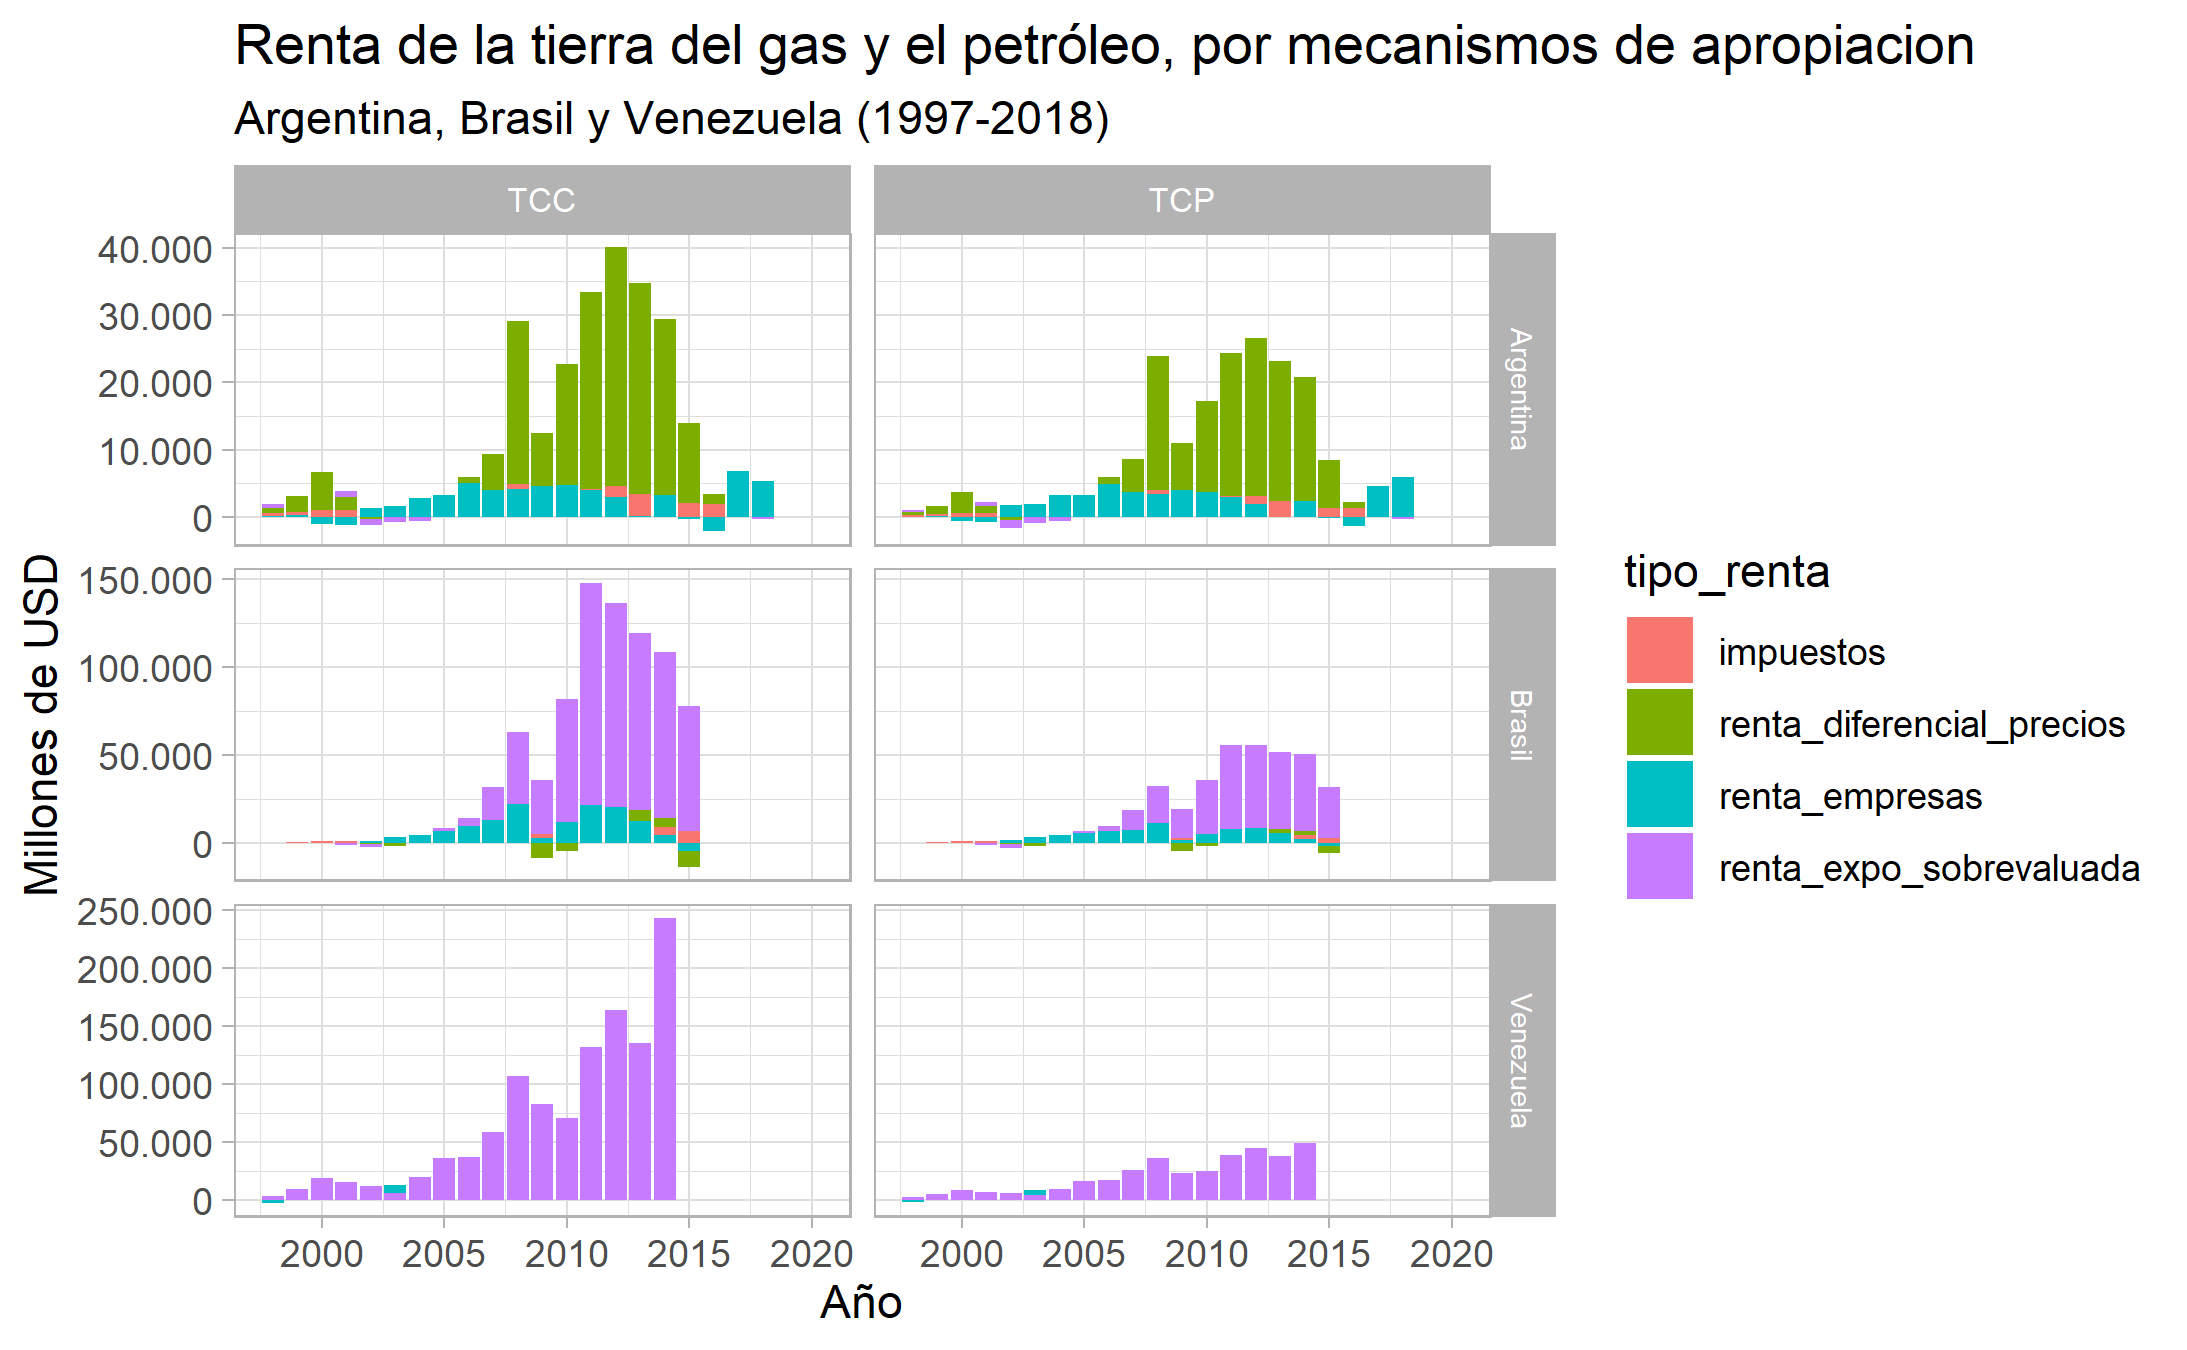 Renta de la tierra del gas y el petróleo, por mecanismos de apropiacion
Argentina, Brasil y Venezuela (1997-2018)
TCC
TCP
40.000
30.000
20.000
10.000
0
Argentina
150.000
100.000
50.000
0
Brasil
250.000
200.000
150.000
100.000
50.000
0
Venezuela
2000 2005 2010 2015 2020
2000 2005 2010 2015 2020
Año
Millones de USD
tipo_renta
impuestos
renta_diferencial_precios
renta_empresas
renta_expo_sobrevaluada